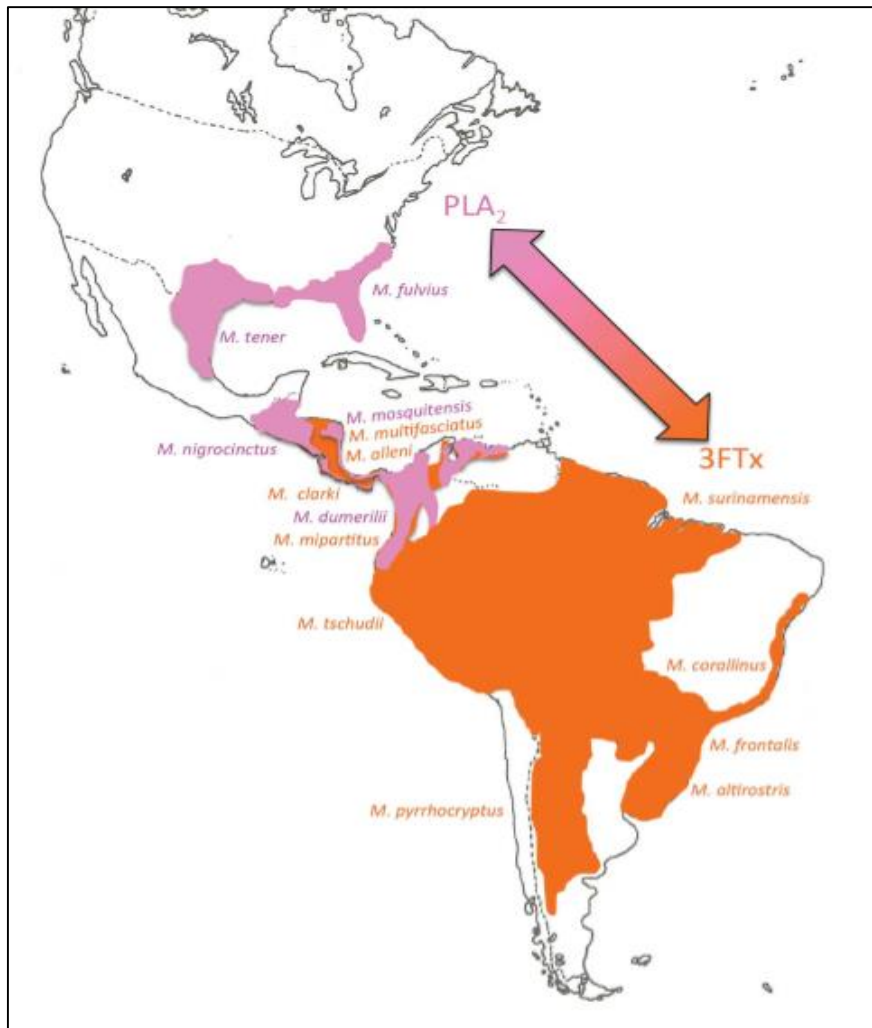 PLA₂
M. fulvius
M. tener
M. mosquitensis
M. multifasciatus
M. nigrocinctus
M. alleni
3FTx
M. clarki
M. surinamensis
M. dumerilii
M. mipartitus
M. tschudii
M. corallinus
M. frontalis
M. altirostris
M. pyrrhocryptus